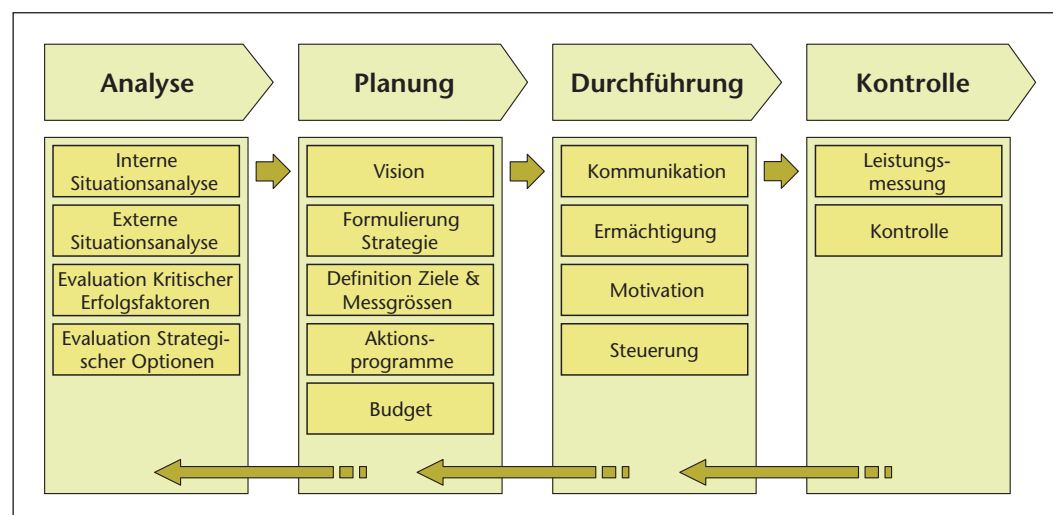 Analyse
Planung
Durchführung
Kontrolle
Interne
Situationsanalyse
Externe
Situationsanalyse
Evaluation Kritischer
Erfolgsfaktoren
Evaluation Strategi-
scher Optionen
Vision
Formulierung
Strategie
Definition Ziele &
Messgrössen
Aktions-
programme
Budget
Kommunikation
Ermächtigung
Motivation
Steuerung
Leistungs-
messung
Kontrolle